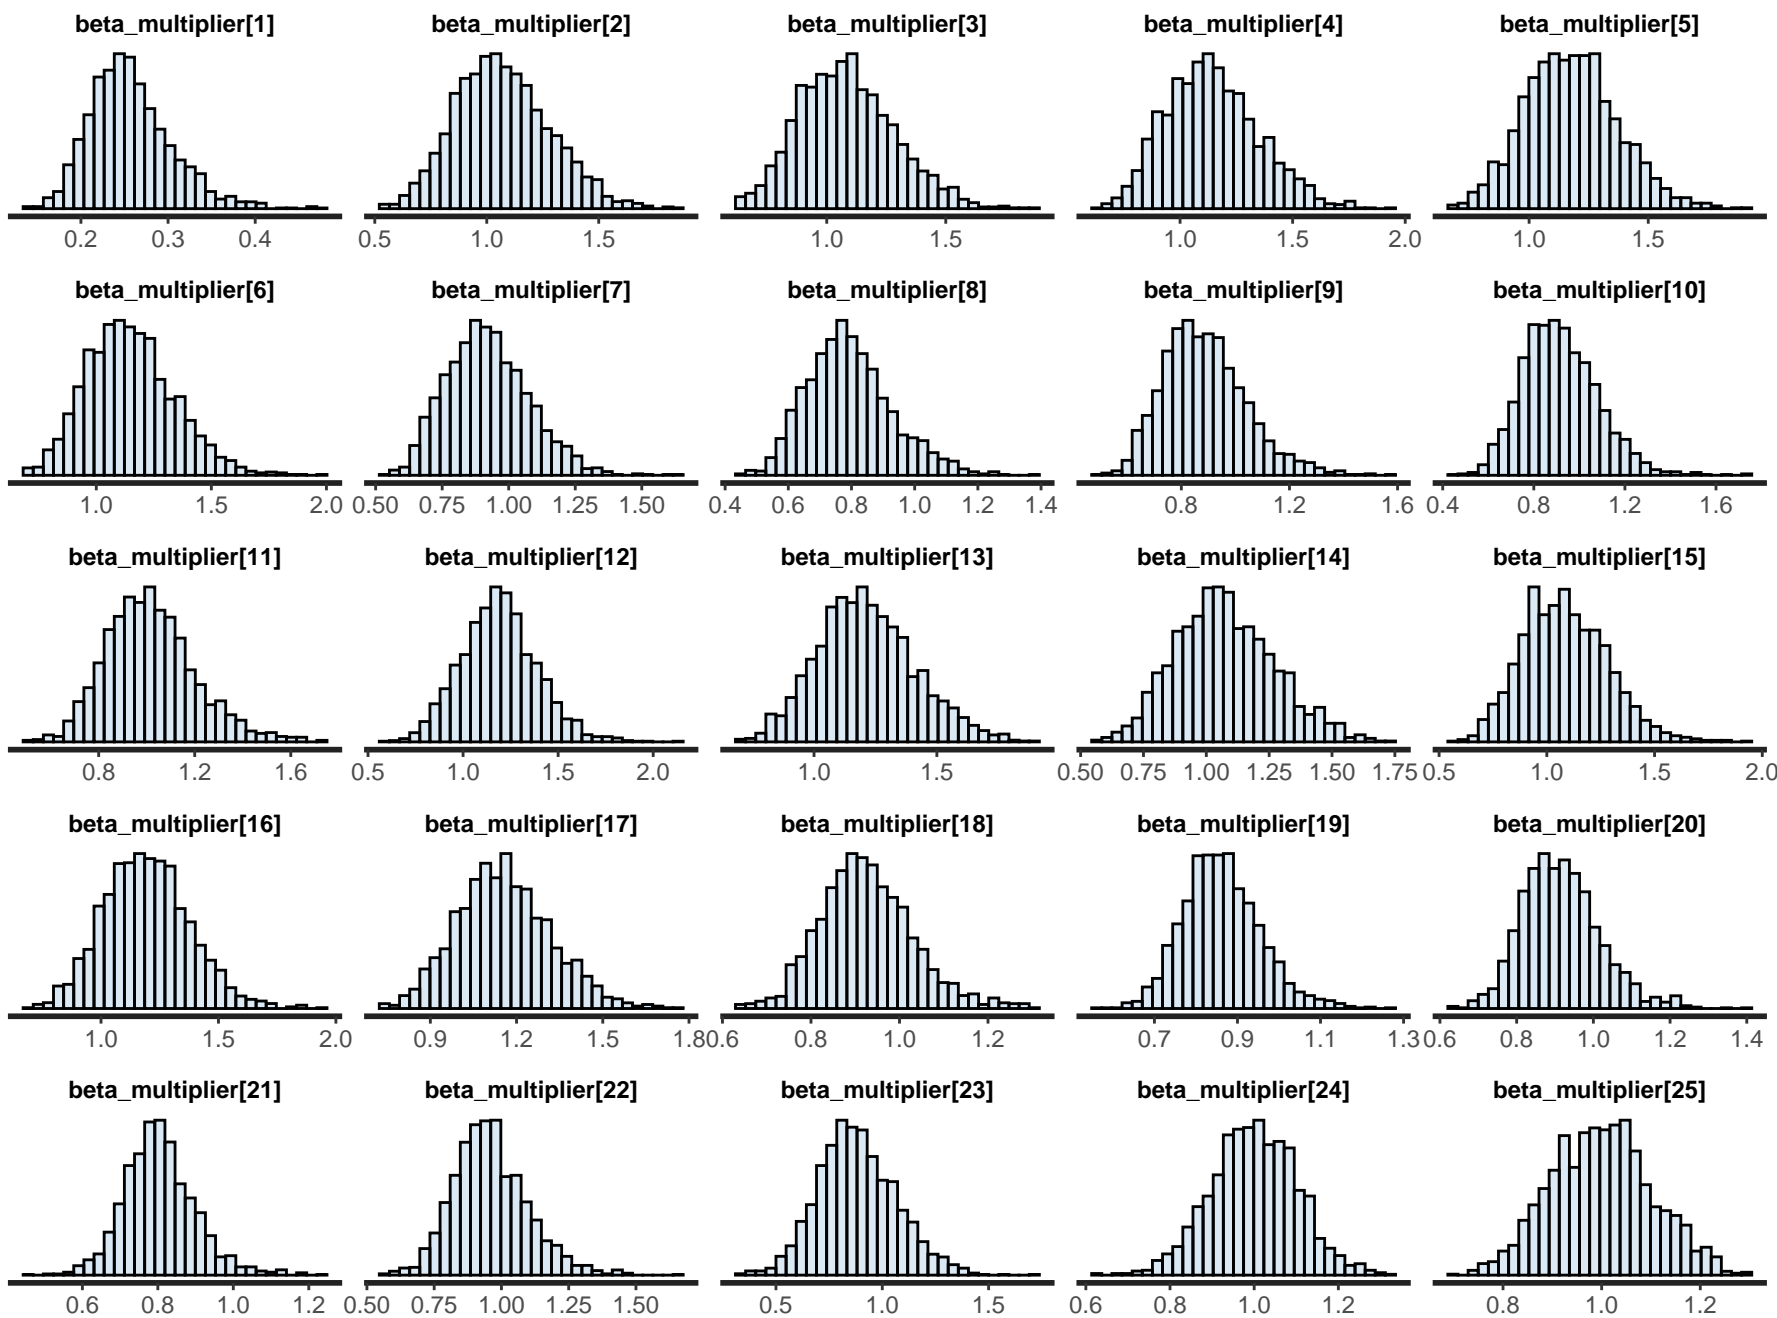 beta_multiplier[1] beta_multiplier[2] beta_multiplier[3] beta_multiplier[4] beta_multiplier[5]
0.2 0.3 0.4 0.5 1.0 1.5 1.0 1.5 1.0 1.5 2.0 1.0 1.5
beta_multiplier[6] beta_multiplier[7] beta_multiplier[8] beta_multiplier[9] beta_multiplier[10]
1.0 1.5 2.0 0.50 0.75 1.00 1.25 1.50 0.4 0.6 0.8 1.0 1.2 1.4 0.8 1.2 1.6 0.4 0.8 1.2 1.6
beta_multiplier[11] beta_multiplier[12] beta_multiplier[13] beta_multiplier[14] beta_multiplier[15]
0.8 1.2 1.6 0.5 1.0 1.5 2.0 1.0 1.5 0.50 0.75 1.00 1.25 1.50 1.75 0.5 1.0 1.5 2.0
beta_multiplier[16] beta_multiplier[17] beta_multiplier[18] beta_multiplier[19] beta_multiplier[20]
1.0 1.5 2.0 0.9 1.2 1.5 1.8 0.6 0.8 1.0 1.2 0.7 0.9 1.1 1.3 0.6 0.8 1.0 1.2 1.4
beta_multiplier[21] beta_multiplier[22] beta_multiplier[23] beta_multiplier[24] beta_multiplier[25]
0.6 0.8 1.0 1.2 0.50 0.75 1.00 1.25 1.50 0.5 1.0 1.5 0.6 0.8 1.0 1.2 0.8 1.0 1.2